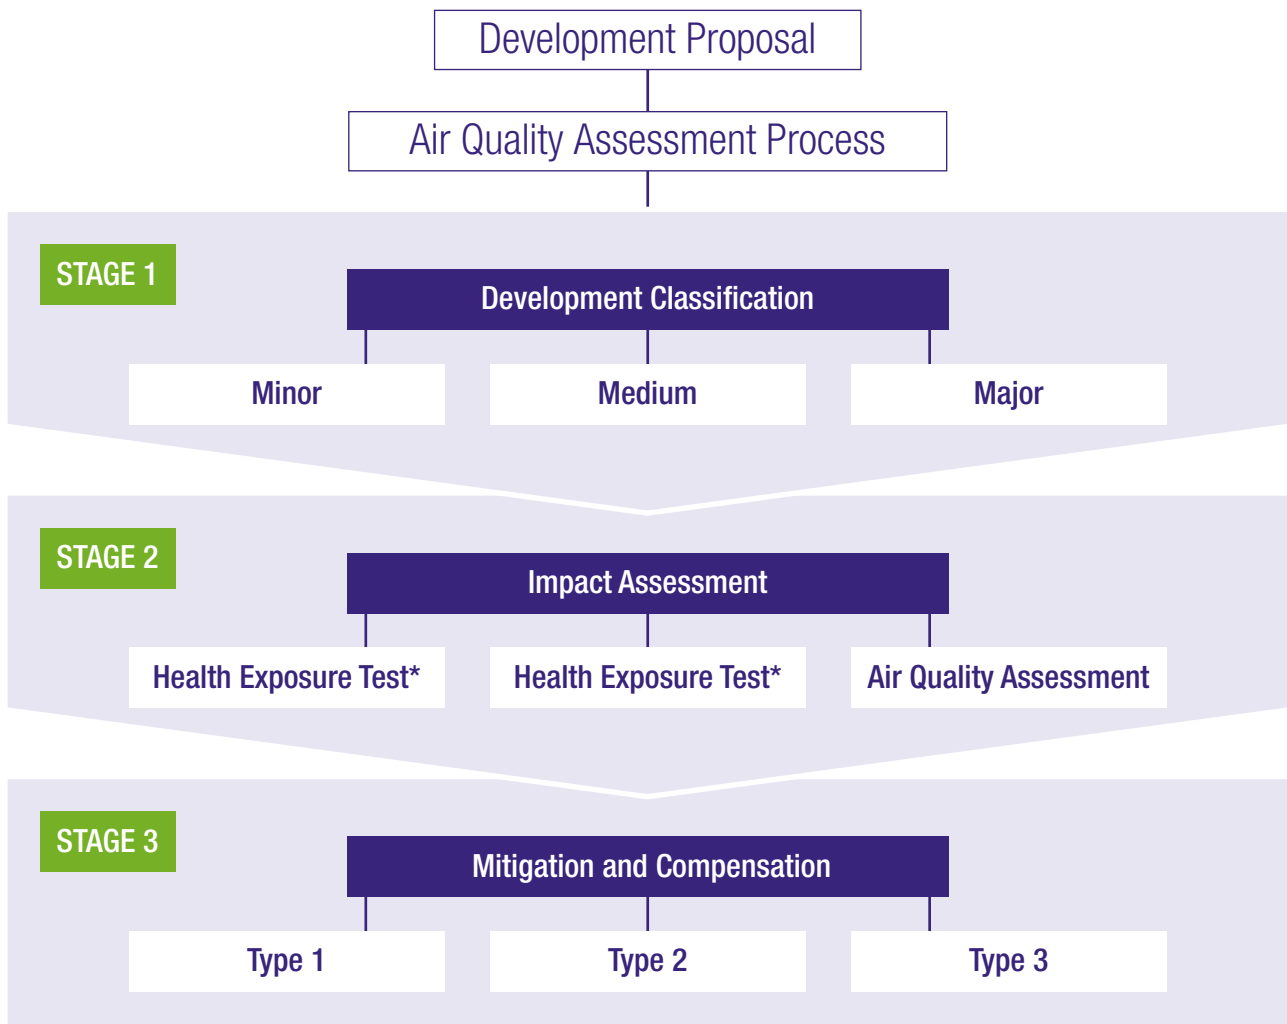 Development Proposal
Air Quality Assessment Process
STAGE 1
Development Classification
Minor
Medium
Major
STAGE 2
Impact Assessment
Health Exposure Test*
Health Exposure Test*
Air Quality Assessment
STAGE 3
Mitigation and Compensation
Type 1
Type 2
Type 3